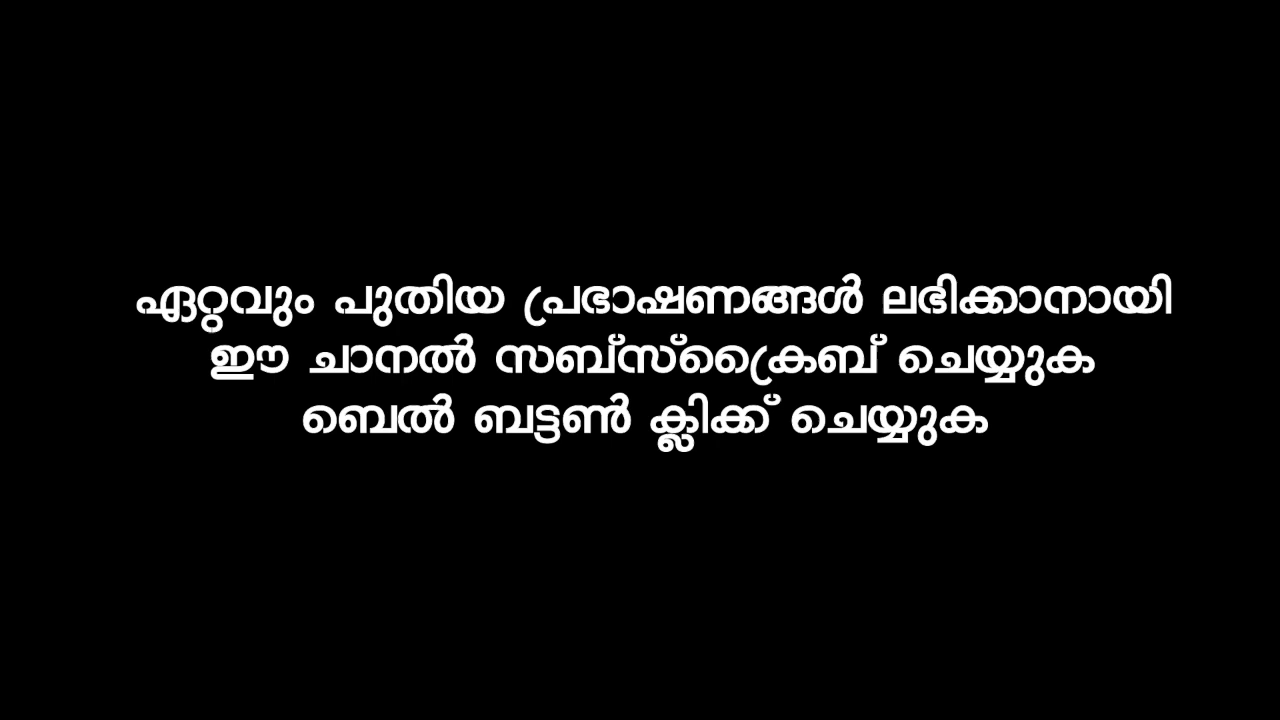 ഏറ്റവും പുതിയ പ്രഭാഷണങ്ങൾ ലഭിക്കാനായി
ഈ ചാനൽ സബ്സ്ക്രൈബ് ചെയ്യുക
ബെൽ ബട്ടൺ ക്ലിക്ക് ചെയ്യുക